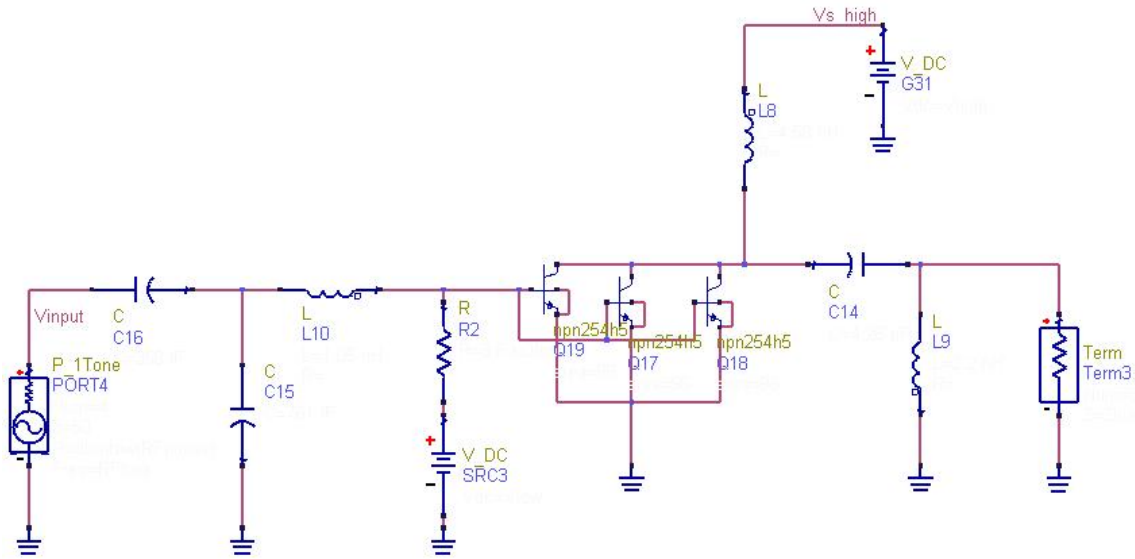 Vs_high
V_DC
G31
L
L8
Vinput
C
C16
L
L10
R
R2
npn254h5
Q19
npn254h5
Q17
npn254h5
Q18
C
C14
L
L9
Term
Term3
P_1Tone
PORT4
C
C15
V_DC
SRC3